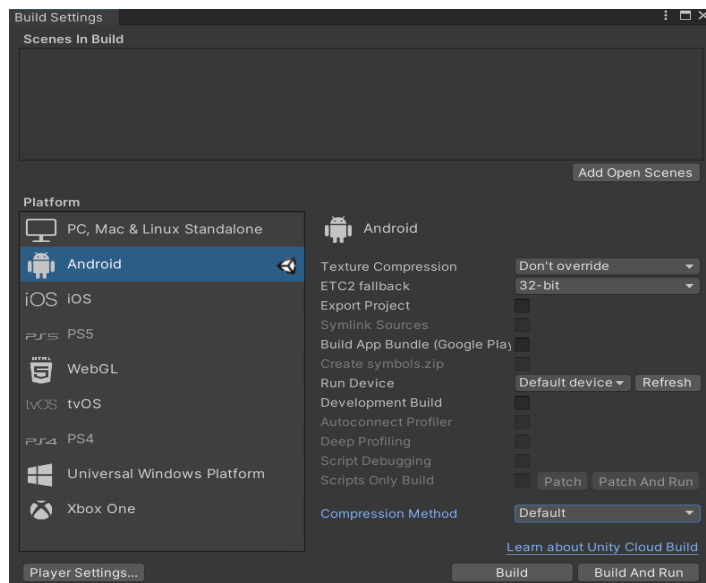 Build Settings
Scenes In Build
Add Open Scenes
Platform
PC, Mac & Linux Standalone
Android
iOS iOS
PS5 PS5
HTML
WebGL
tvOS tvOS
PS4 PS4
Universal Windows Platform
Xbox One
Android
Texture Compression Don't override
ETC2 fallback 32-bit
Export Project
Symlink Sources
Build App Bundle (Google Play
Create symbols.zip
Run Device Default device Refresh
Development Build
Autoconnect Profiler
Deep Profiling
Script Debugging
Scripts Only Build Patch Patch And Run
Compression Method Default
Learn about Unity Cloud Build
Player Settings... Build Build And Run